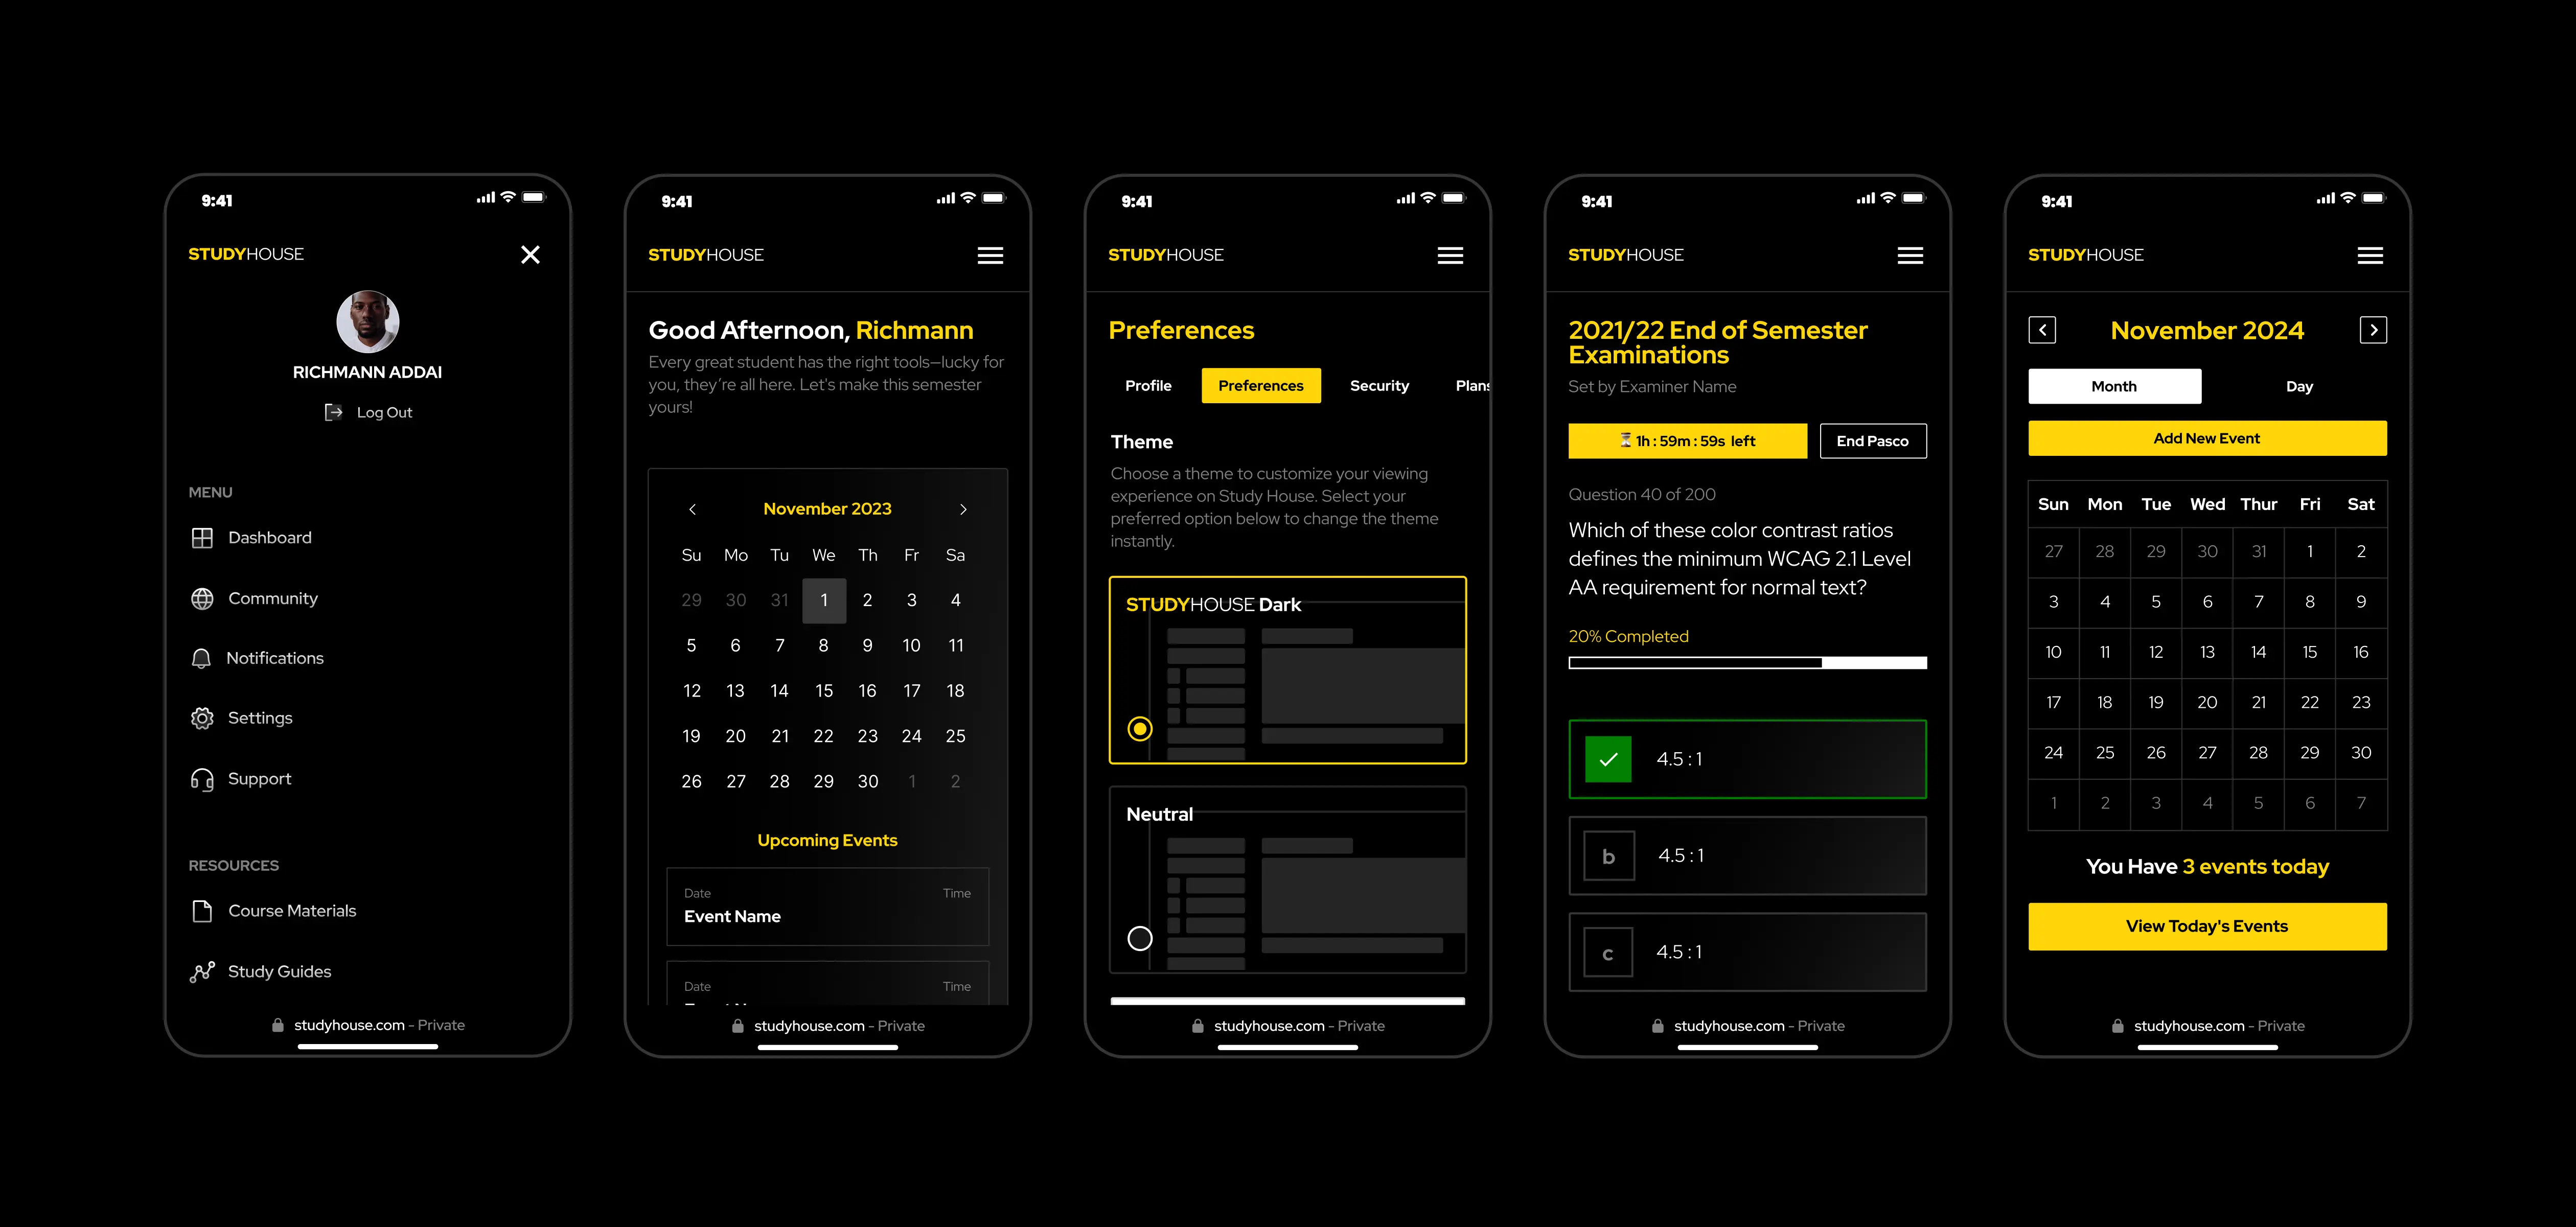 9:41
STUDYHOUSE
RICHMANN ADDAI
Log Out
MENU
Dashboard
Community
Notifications
Settings
Support
RESOURCES
Course Materials
Study Guides
studyhouse.com - Private
9:41
STUDYHOUSE
Good Afternoon, Richmann
Every great student has the right tools—lucky for
you, they’re all here. Let's make this semester
yours!
November 2023
Su Mo Tu We Th Fr Sa
29 30 31 1 2 3 4
5 6 7 8 9 10 11
12 13 14 15 16 17 18
19 20 21 22 23 24 25
26 27 28 29 30 1 2
Upcoming Events
Date Time
Event Name
Date Time
studyhouse.com - Private
9:41
STUDYHOUSE
Preferences
Profile Preferences Security Plans
Theme
Choose a theme to customize your viewing
experience on Study House. Select your
preferred option below to change the theme
instantly.
STUDYHOUSE Dark
Neutral
studyhouse.com - Private
9:41
STUDYHOUSE
2021/22 End of Semester
Examinations
Set by Examiner Name
1h : 59m : 59s left
End Pasco
Question 40 of 200
Which of these color contrast ratios
defines the minimum WCAG 2.1 Level
AA requirement for normal text?
20% Completed
4.5 : 1
b 4.5 : 1
c 4.5 : 1
studyhouse.com - Private
9:41
STUDYHOUSE
November 2024
Month Day
Add New Event
Sun Mon Tue Wed Thur Fri Sat
27 28 29 30 31 1 2
3 4 5 6 7 8 9
10 11 12 13 14 15 16
17 18 19 20 21 22 23
24 25 26 27 28 29 30
1 2 3 4 5 6 7
You Have 3 events today
View Today's Events
studyhouse.com - Private